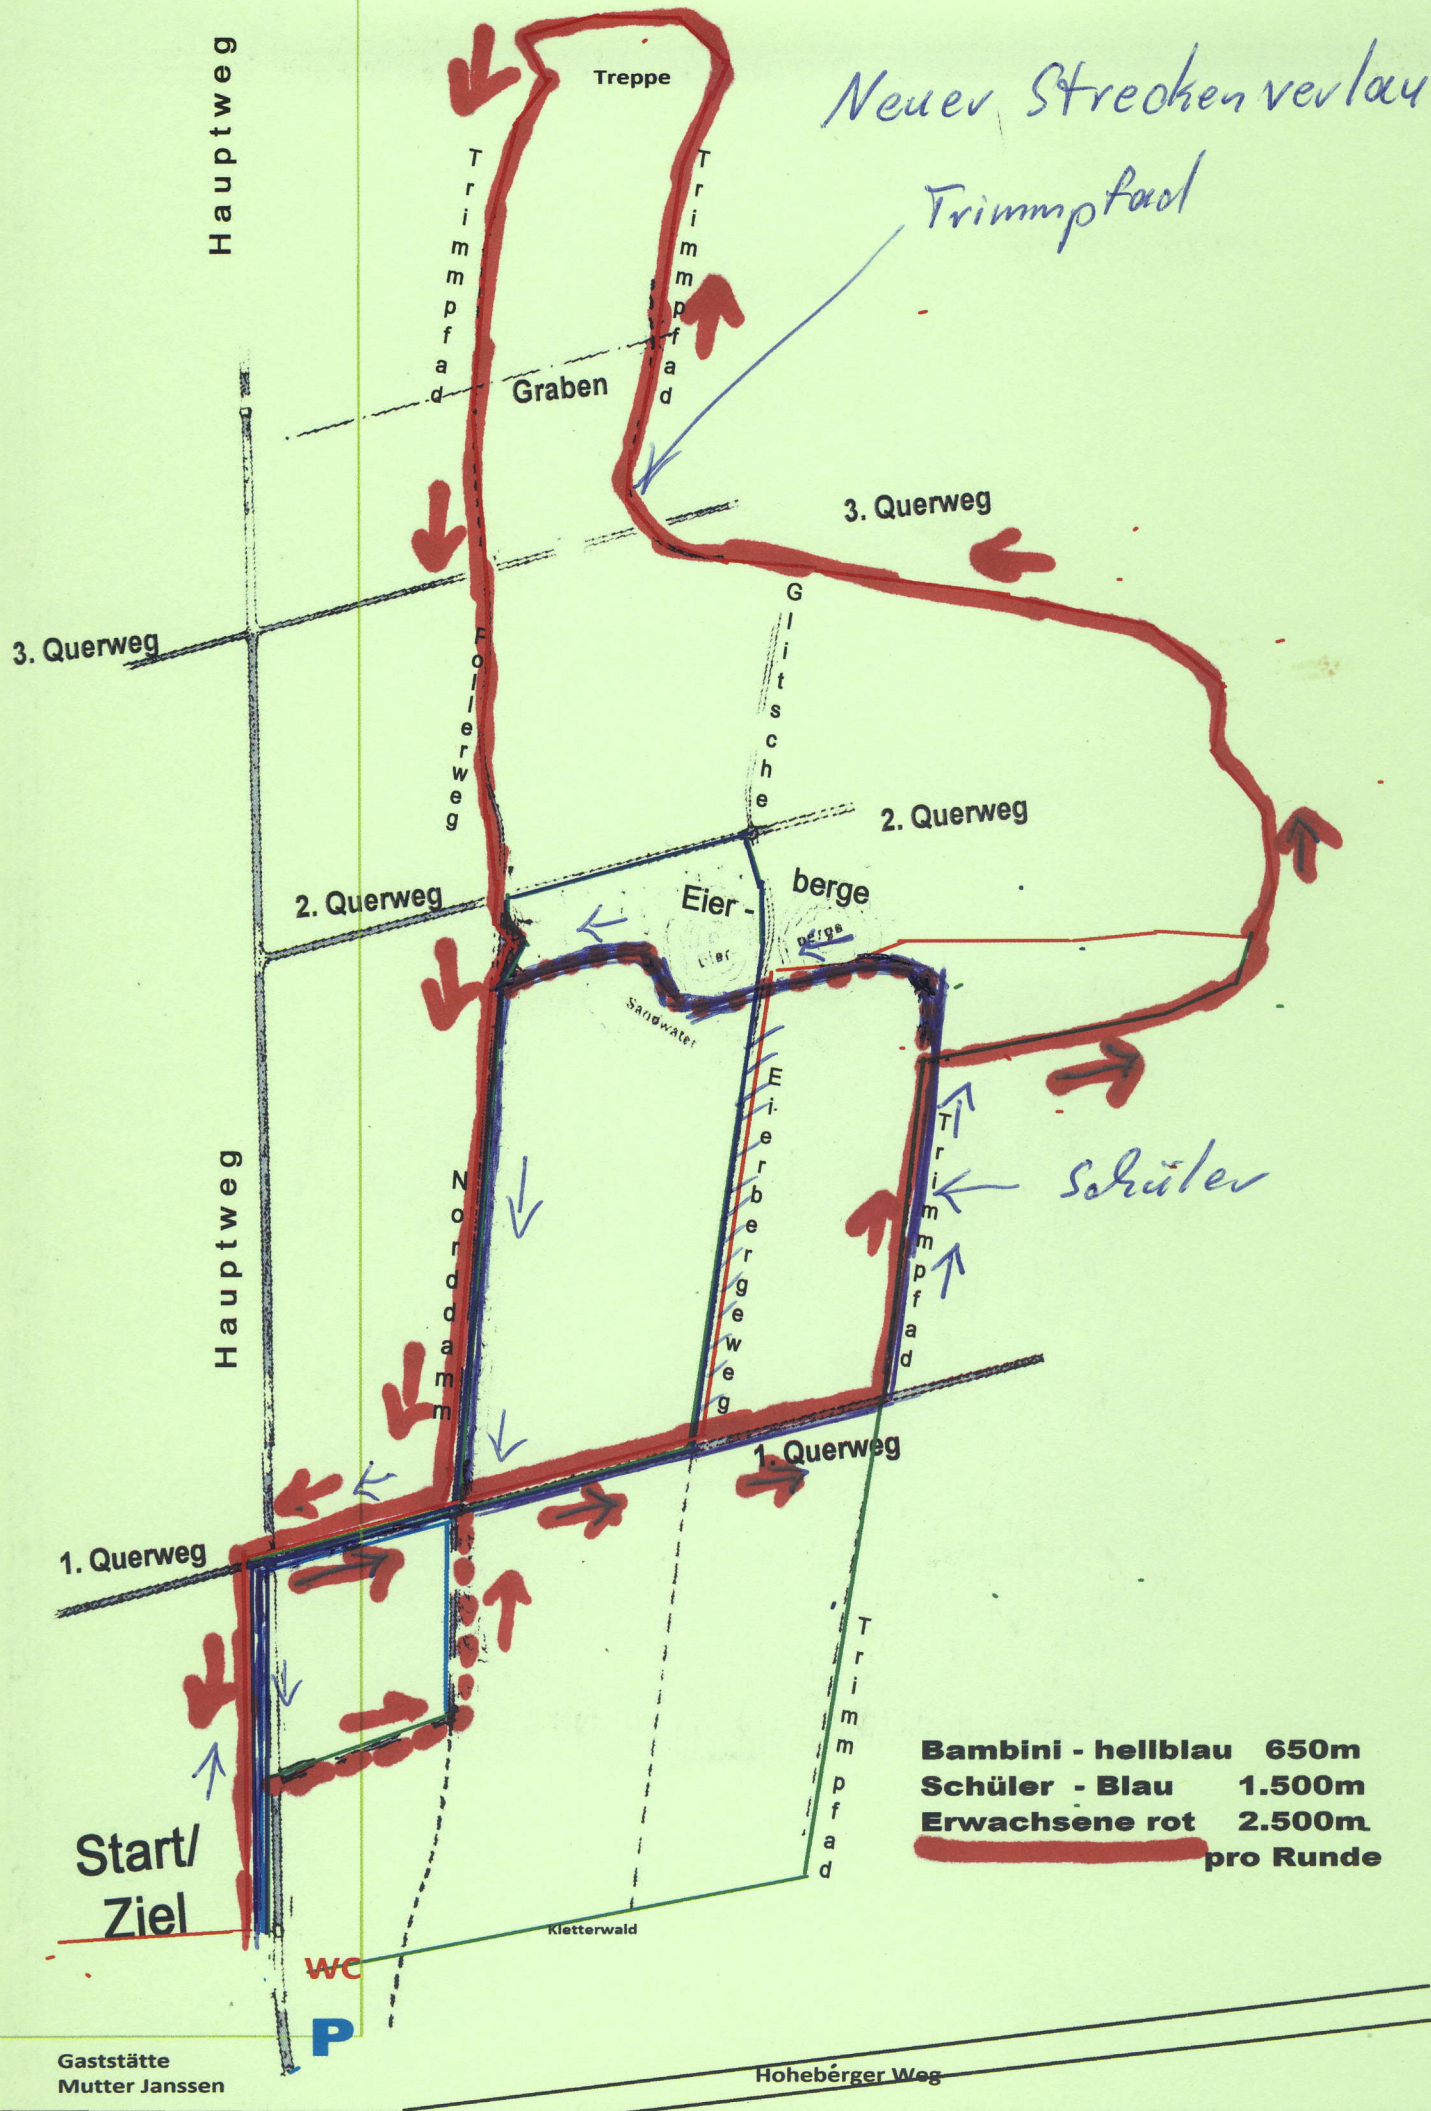 Hauptweg
Treppe
Neuer Streckenverlau
Trimmpfad
Trimmpfad
Trimmpfad
Graben
3. Querweg
Glitsche
3. Querweg
Follerweg
2. Querweg
2. Querweg
Eier - berge
Eier berge
Sandwater
Eierbergeweg
Trimmpfad
Schüler
Norddamm
Hauptweg
1. Querweg
1. Querweg
Trimmpfad
Bambini - hellblau 650m
Schüler - Blau 1.500m
Erwachsene rot 2.500m
pro Runde
Start/
Ziel
Kletterwald
WC
P
Gaststätte
Mutter Janssen
Hoheberger Weg